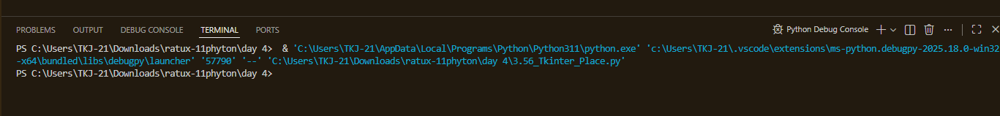 PROBLEMS OUTPUT DEBUG CONSOLE TERMINAL PORTS Python Debug Console
PS C:\Users\TKJ-21\Downloads\ratux-11phyton\day 4> & 'C:\Users\TKJ-21\AppData\Local\Programs\Python\Python311\python.exe' 'c:\Users\TKJ-21\.vscode\extensions\ms-python.debugpy-2025.18.0-win32
-x64\bundled\libs\debugpy\launcher' '57790' '--' 'C:\Users\TKJ-21\Downloads\ratux-11phyton\day 4\3.56_Tkinter_Place.py'
PS C:\Users\TKJ-21\Downloads\ratux-11phyton\day 4>